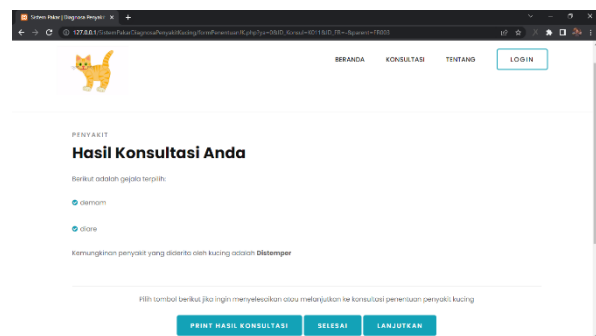 Sistem Pakar | Diagnosa Penyakit
BERANDA KONSULTASI TENTANG LOGIN
PENYAKIT
Hasil Konsultasi Anda
Berikut adalah gejala terpilih:
demam
diare
Kemungkinan penyakit yang diderita oleh kucing adalah Distemper
Pilih tombol berikut jika ingin menyelesaikan atau melanjutkan ke konsultasi penentuan penyakit kucing
PRINT HASIL KONSULTASI SELESAI LANJUTKAN